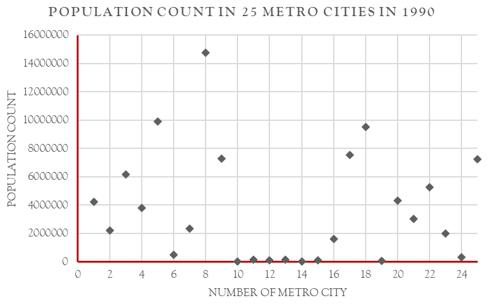 POPULATION COUNT IN 25 METRO CITIES IN 1990
16000000
14000000
12000000
10000000
8000000
6000000
4000000
2000000
0
POPULATION COUNT
0 2 4 6 8 10 12 14 16 18 20 22 24
NUMBER OF METRO CITY